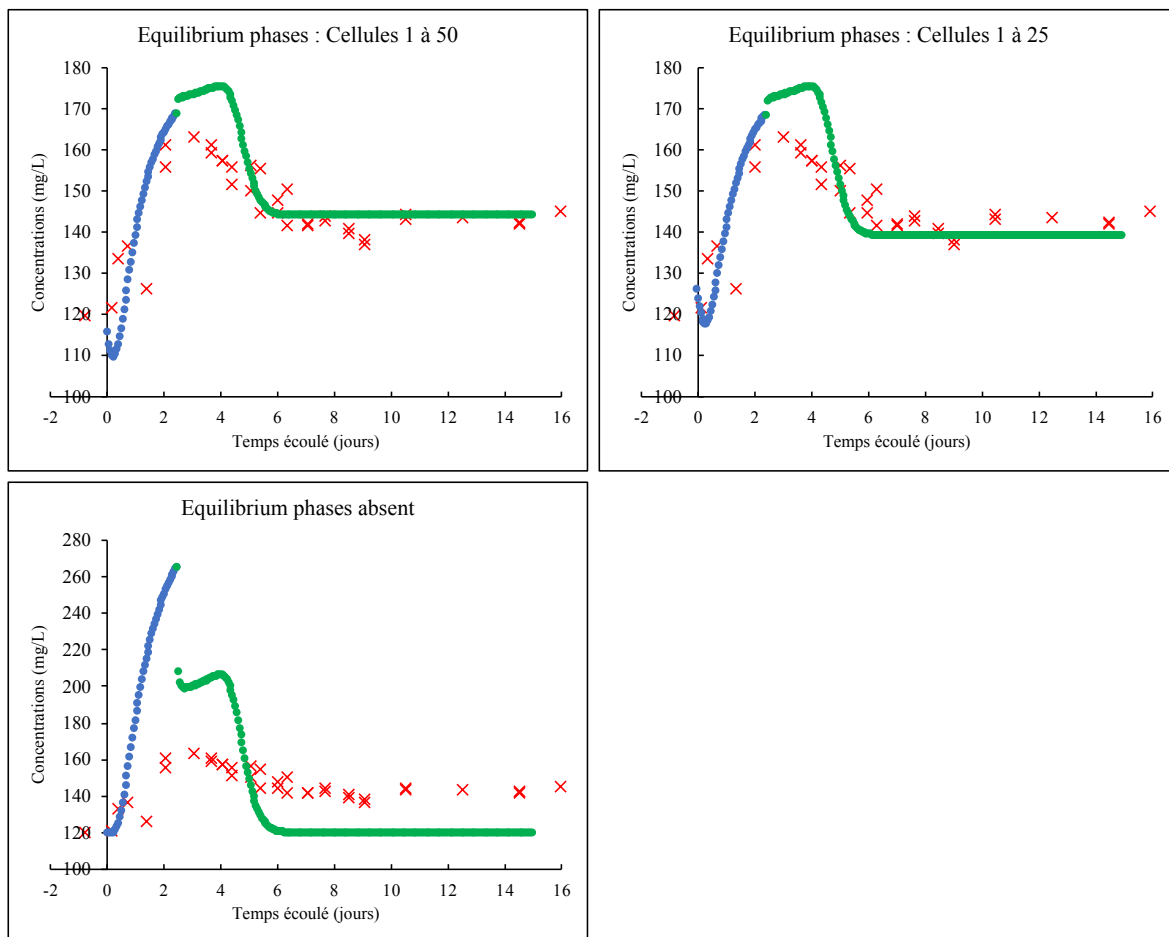 Equilibrium phases : Cellules 1 à 50
180
170
160
150
140
130
120
110
100
Concentrations (mg/L)
-2 0 2 4 6 8 10 12 14 16
Temps écoulé (jours)
Equilibrium phases : Cellules 1 à 25
180
170
160
150
140
130
120
110
100
Concentrations (mg/L)
-2 0 2 4 6 8 10 12 14 16
Temps écoulé (jours)
Equilibrium phases absent
280
260
240
220
200
180
160
140
120
100
Concentrations (mg/L)
-2 0 2 4 6 8 10 12 14 16
Temps écoulé (jours)